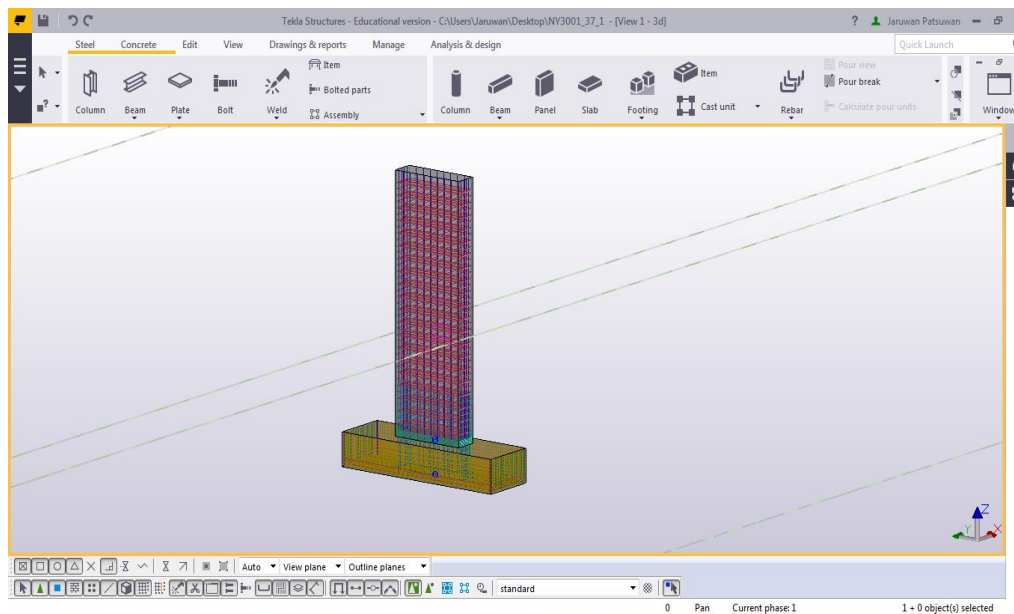 Tekla Structures - Educational version - C:\Users\Jaruwan\Desktop\NY3001_37_1 - [View 1 - 3d]
? Jaruwan Patsuwan
Steel Concrete Edit View Drawings & reports Manage Analysis & design Quick Launch
Item
Bolted parts
Assembly
Column Beam Plate Bolt Weld
Column Beam Panel Slab Footing
Item
Cast unit
Rebar
Pour view
Pour break
Calculate pour units
Window
Z
Y
X
Auto View plane Outline planes
standard
0 Pan Current phase: 1 1 + 0 object(s) selected